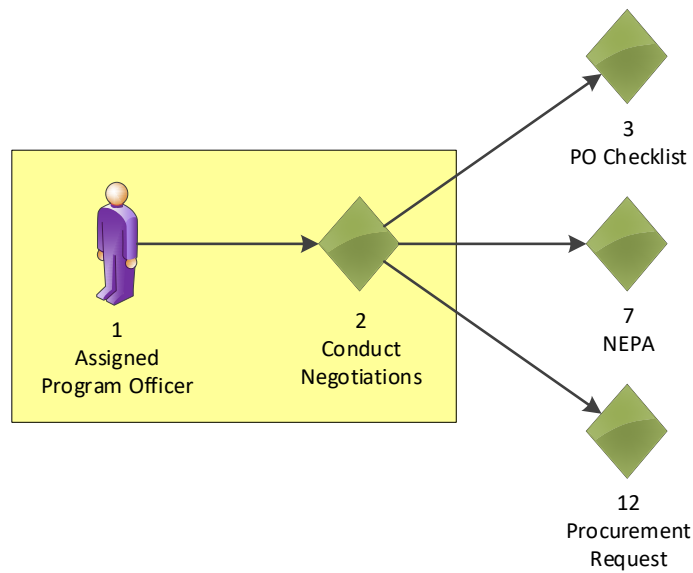 1
Assigned
Program Officer
2
Conduct
Negotiations
3
PO Checklist
7
NEPA
12
Procurement
Request